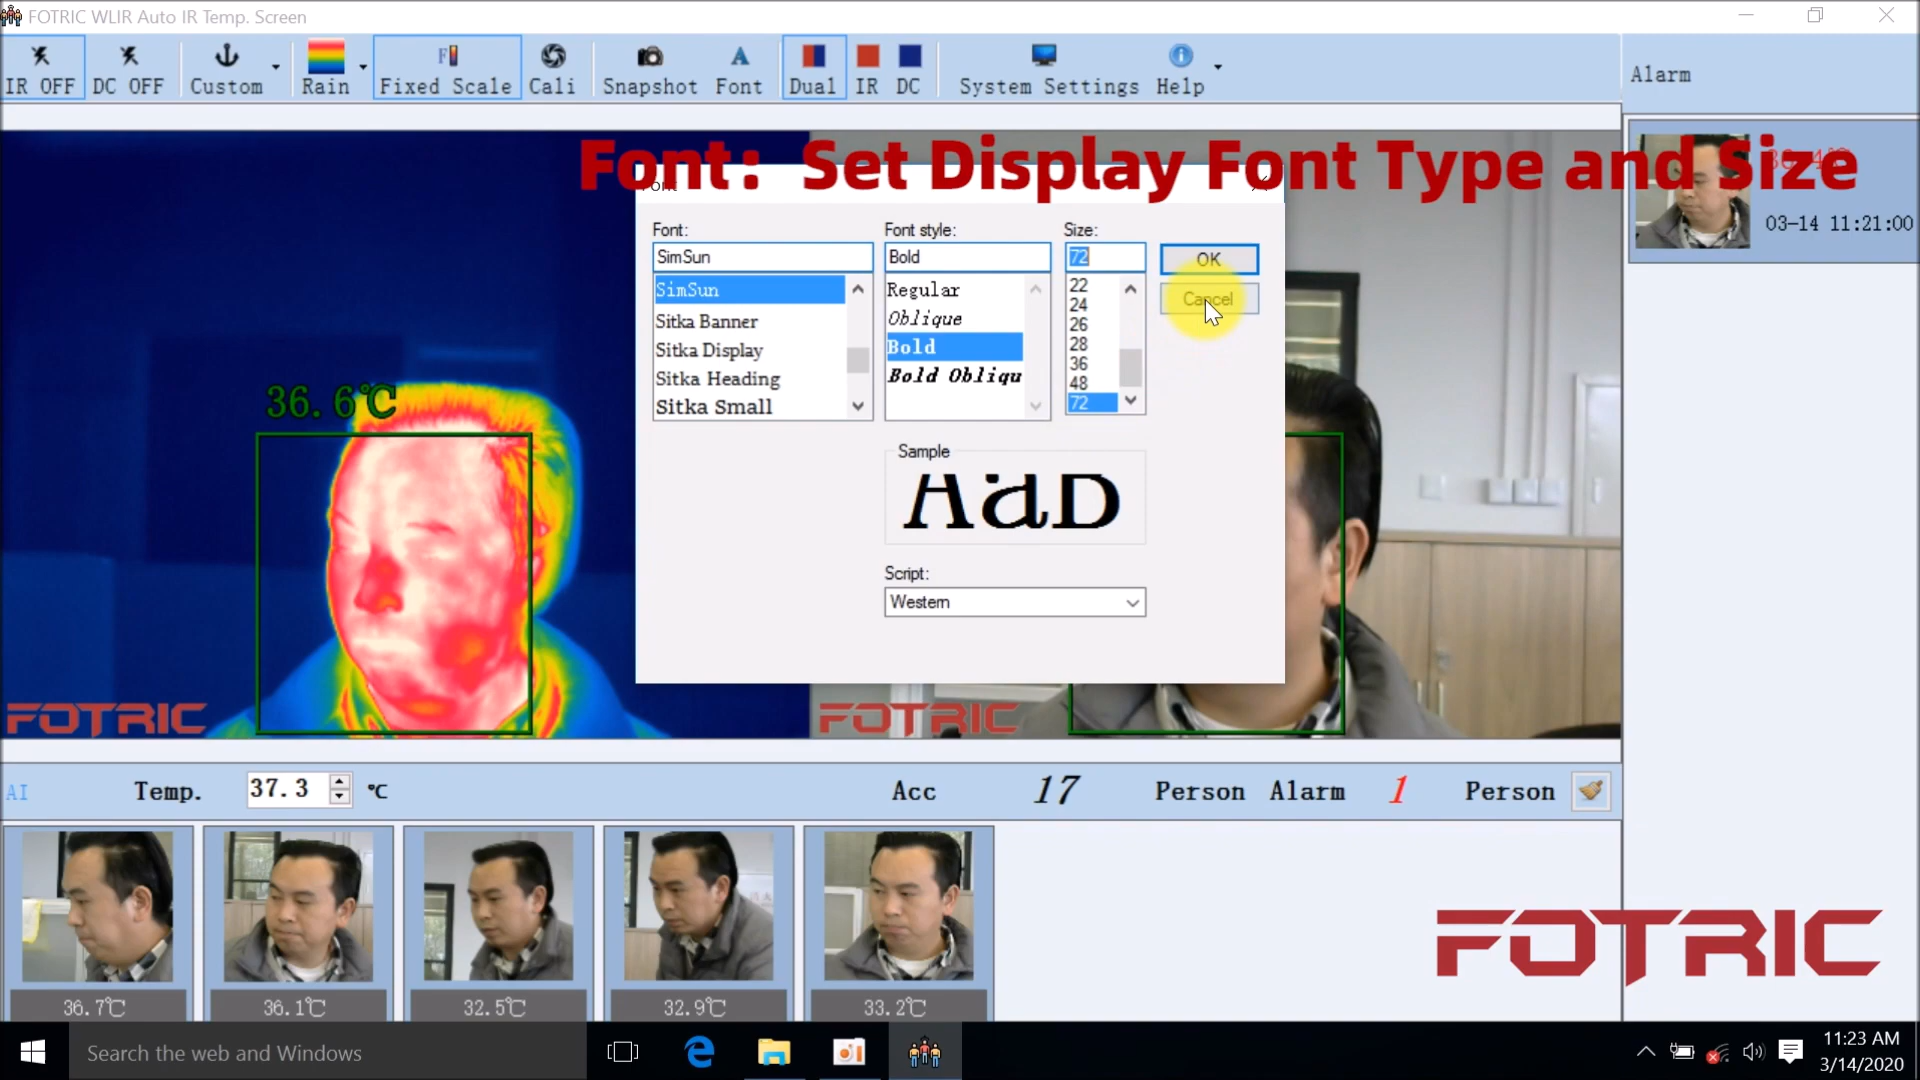 FOTRIC WLIR Auto IR Temp. Screen
IR OFF
DC OFF
Custom
Rain
Fixed Scale
Cali
Snapshot
Font
Dual
IR
DC
System Settings
Help
Alarm
Font: Set Display Font Type and Size
03-14 11:21:00
Font:
Font style:
Size:
SimSun
Bold
72
OK
Cancel
SimSun
Sitka Banner
Sitka Display
Sitka Heading
Sitka Small
Regular
Oblique
Bold
Bold Obliqu
22
24
26
28
36
48
72
Sample
Script:
Western
36.6℃
FOTRIC
FOTRIC
AI
Temp.
37.3
℃
Acc
17
Person
Alarm
1
Person
36.7℃
36.1℃
32.5℃
32.9℃
33.2℃
FOTRIC
Search the web and Windows
11:23 AM
3/14/2020